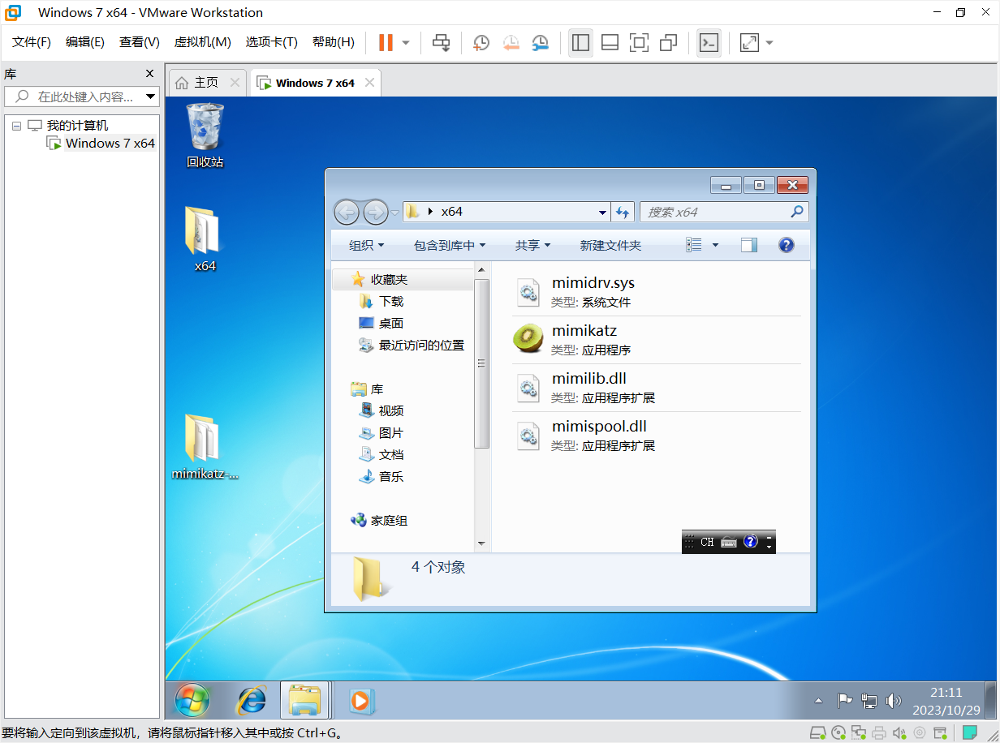 Windows 7 x64 - VMware Workstation
文件(F) 编辑(E) 查看(V) 虚拟机(M) 选项卡(T) 帮助(H)
库
在此处键入内容...
我的计算机
Windows 7 x64
主页
Windows 7 x64
回收站
x64
mimikatz-...
x64
搜索 x64
组织 包含到库中 共享 新建文件夹
收藏夹
下载
桌面
最近访问的位置
库
视频
图片
文档
音乐
家庭组
mimidrv.sys
类型: 系统文件
mimikatz
类型: 应用程序
mimilib.dll
类型: 应用程序扩展
mimispool.dll
类型: 应用程序扩展
CH
4 个对象
21:11
2023/10/29
要将输入定向到该虚拟机，请将鼠标指针移入其中或按 Ctrl+G。